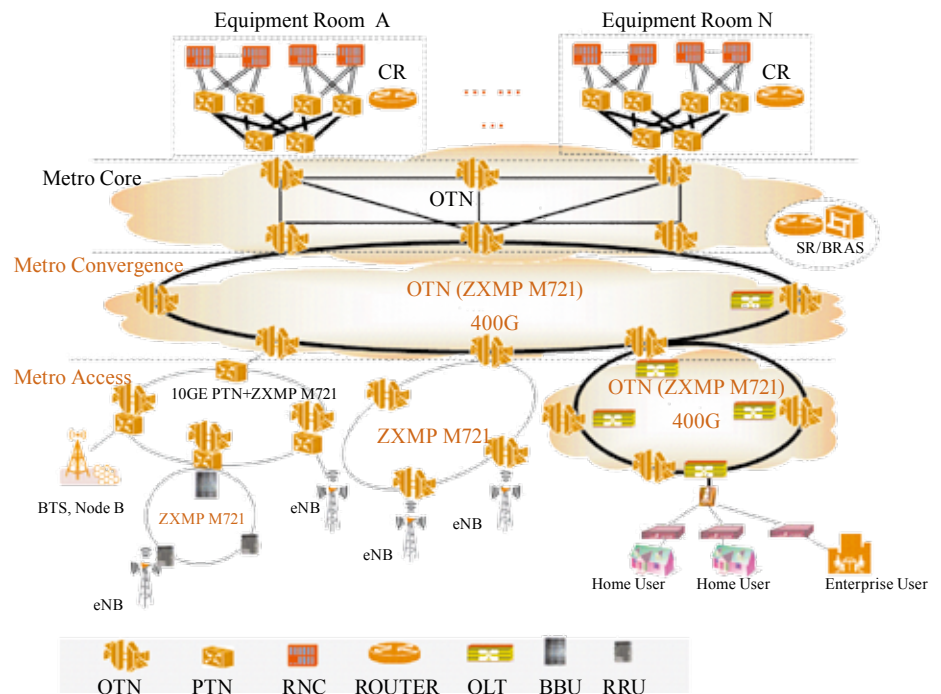 Equipment Room A
Equipment Room N
CR
CR
... ...
...
Metro Core
OTN
SR/BRAS
Metro Convergence
OTN (ZXMP M721)
400G
Metro Access
10GE PTN+ZXMP M721
OTN (ZXMP M721)
400G
ZXMP M721
BTS, Node B
eNB
eNB
eNB
ZXMP M721
eNB
Home User
Home User
Enterprise User
OTN
PTN
RNC
ROUTER
OLT
BBU
RRU